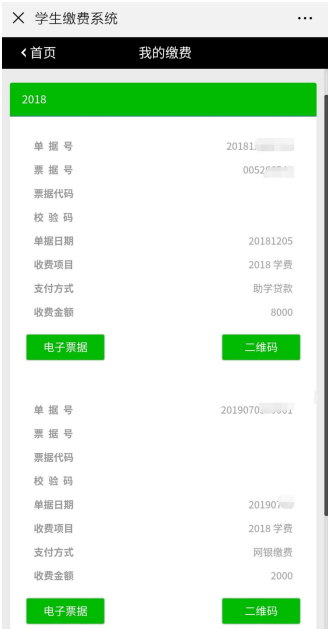 学生缴费系统
首页 我的缴费
2018
单 据 号 20181
票 据 号 0052
票据代码
校 验 码
单据日期 20181205
收费项目 2018 学费
支付方式 助学贷款
收费金额 8000
电子票据 二维码
单 据 号 2019070
票 据 号
票据代码
校 验 码
单据日期 201907
收费项目 2018 学费
支付方式 网银缴费
收费金额 2000
电子票据 二维码